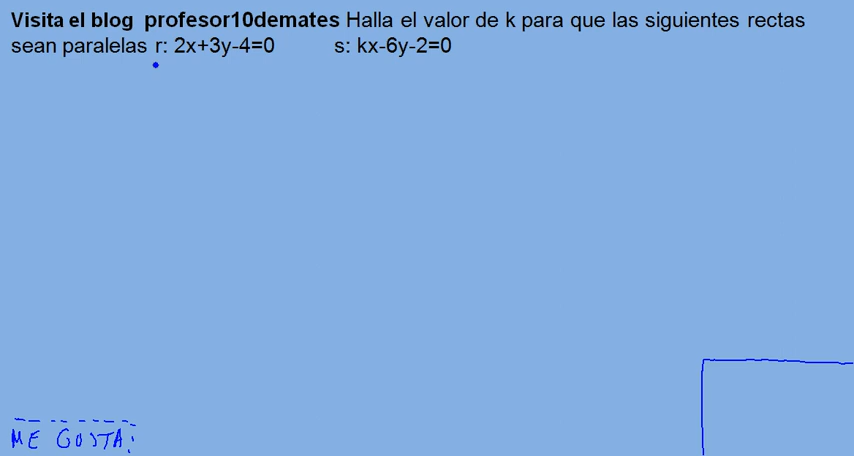 Visita el blog profesor10demates Halla el valor de k para que las siguientes rectas
sean paralelas r: 2x+3y-4=0 s: kx-6y-2=0
ME GUSTA: